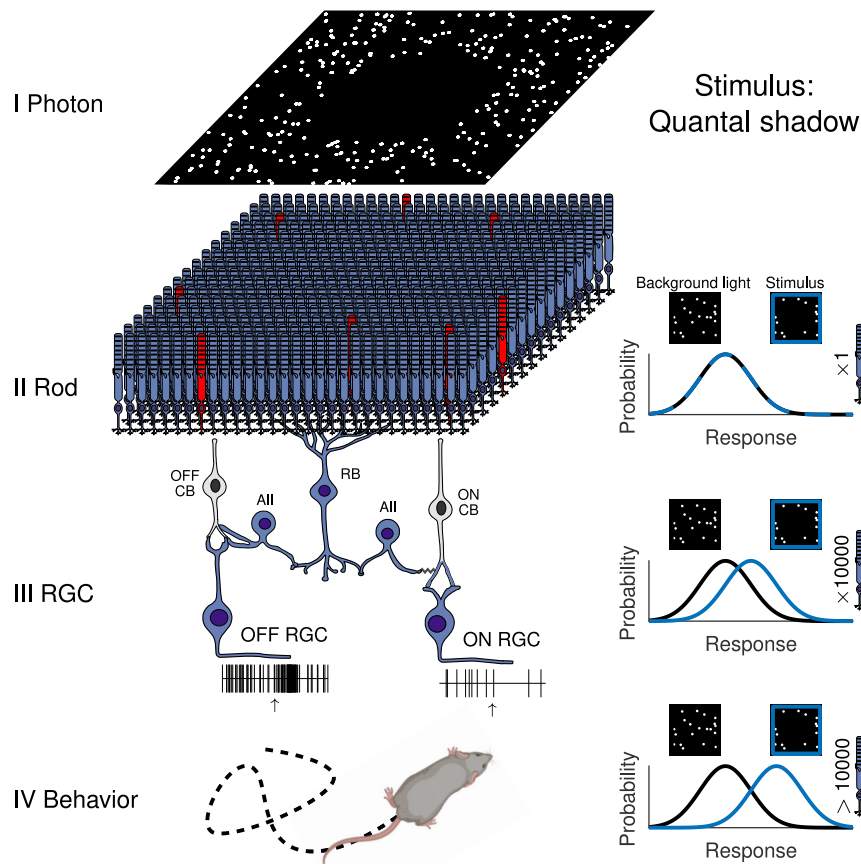 I Photon
Stimulus:
Quantal shadow
Background light
Stimulus
Probability
Response
×1
II Rod
OFF
CB
AII
RB
AII
ON
CB
Probability
Response
×10000
III RGC
OFF RGC
ON RGC
↑
↑
Probability
Response
> 10000
IV Behavior